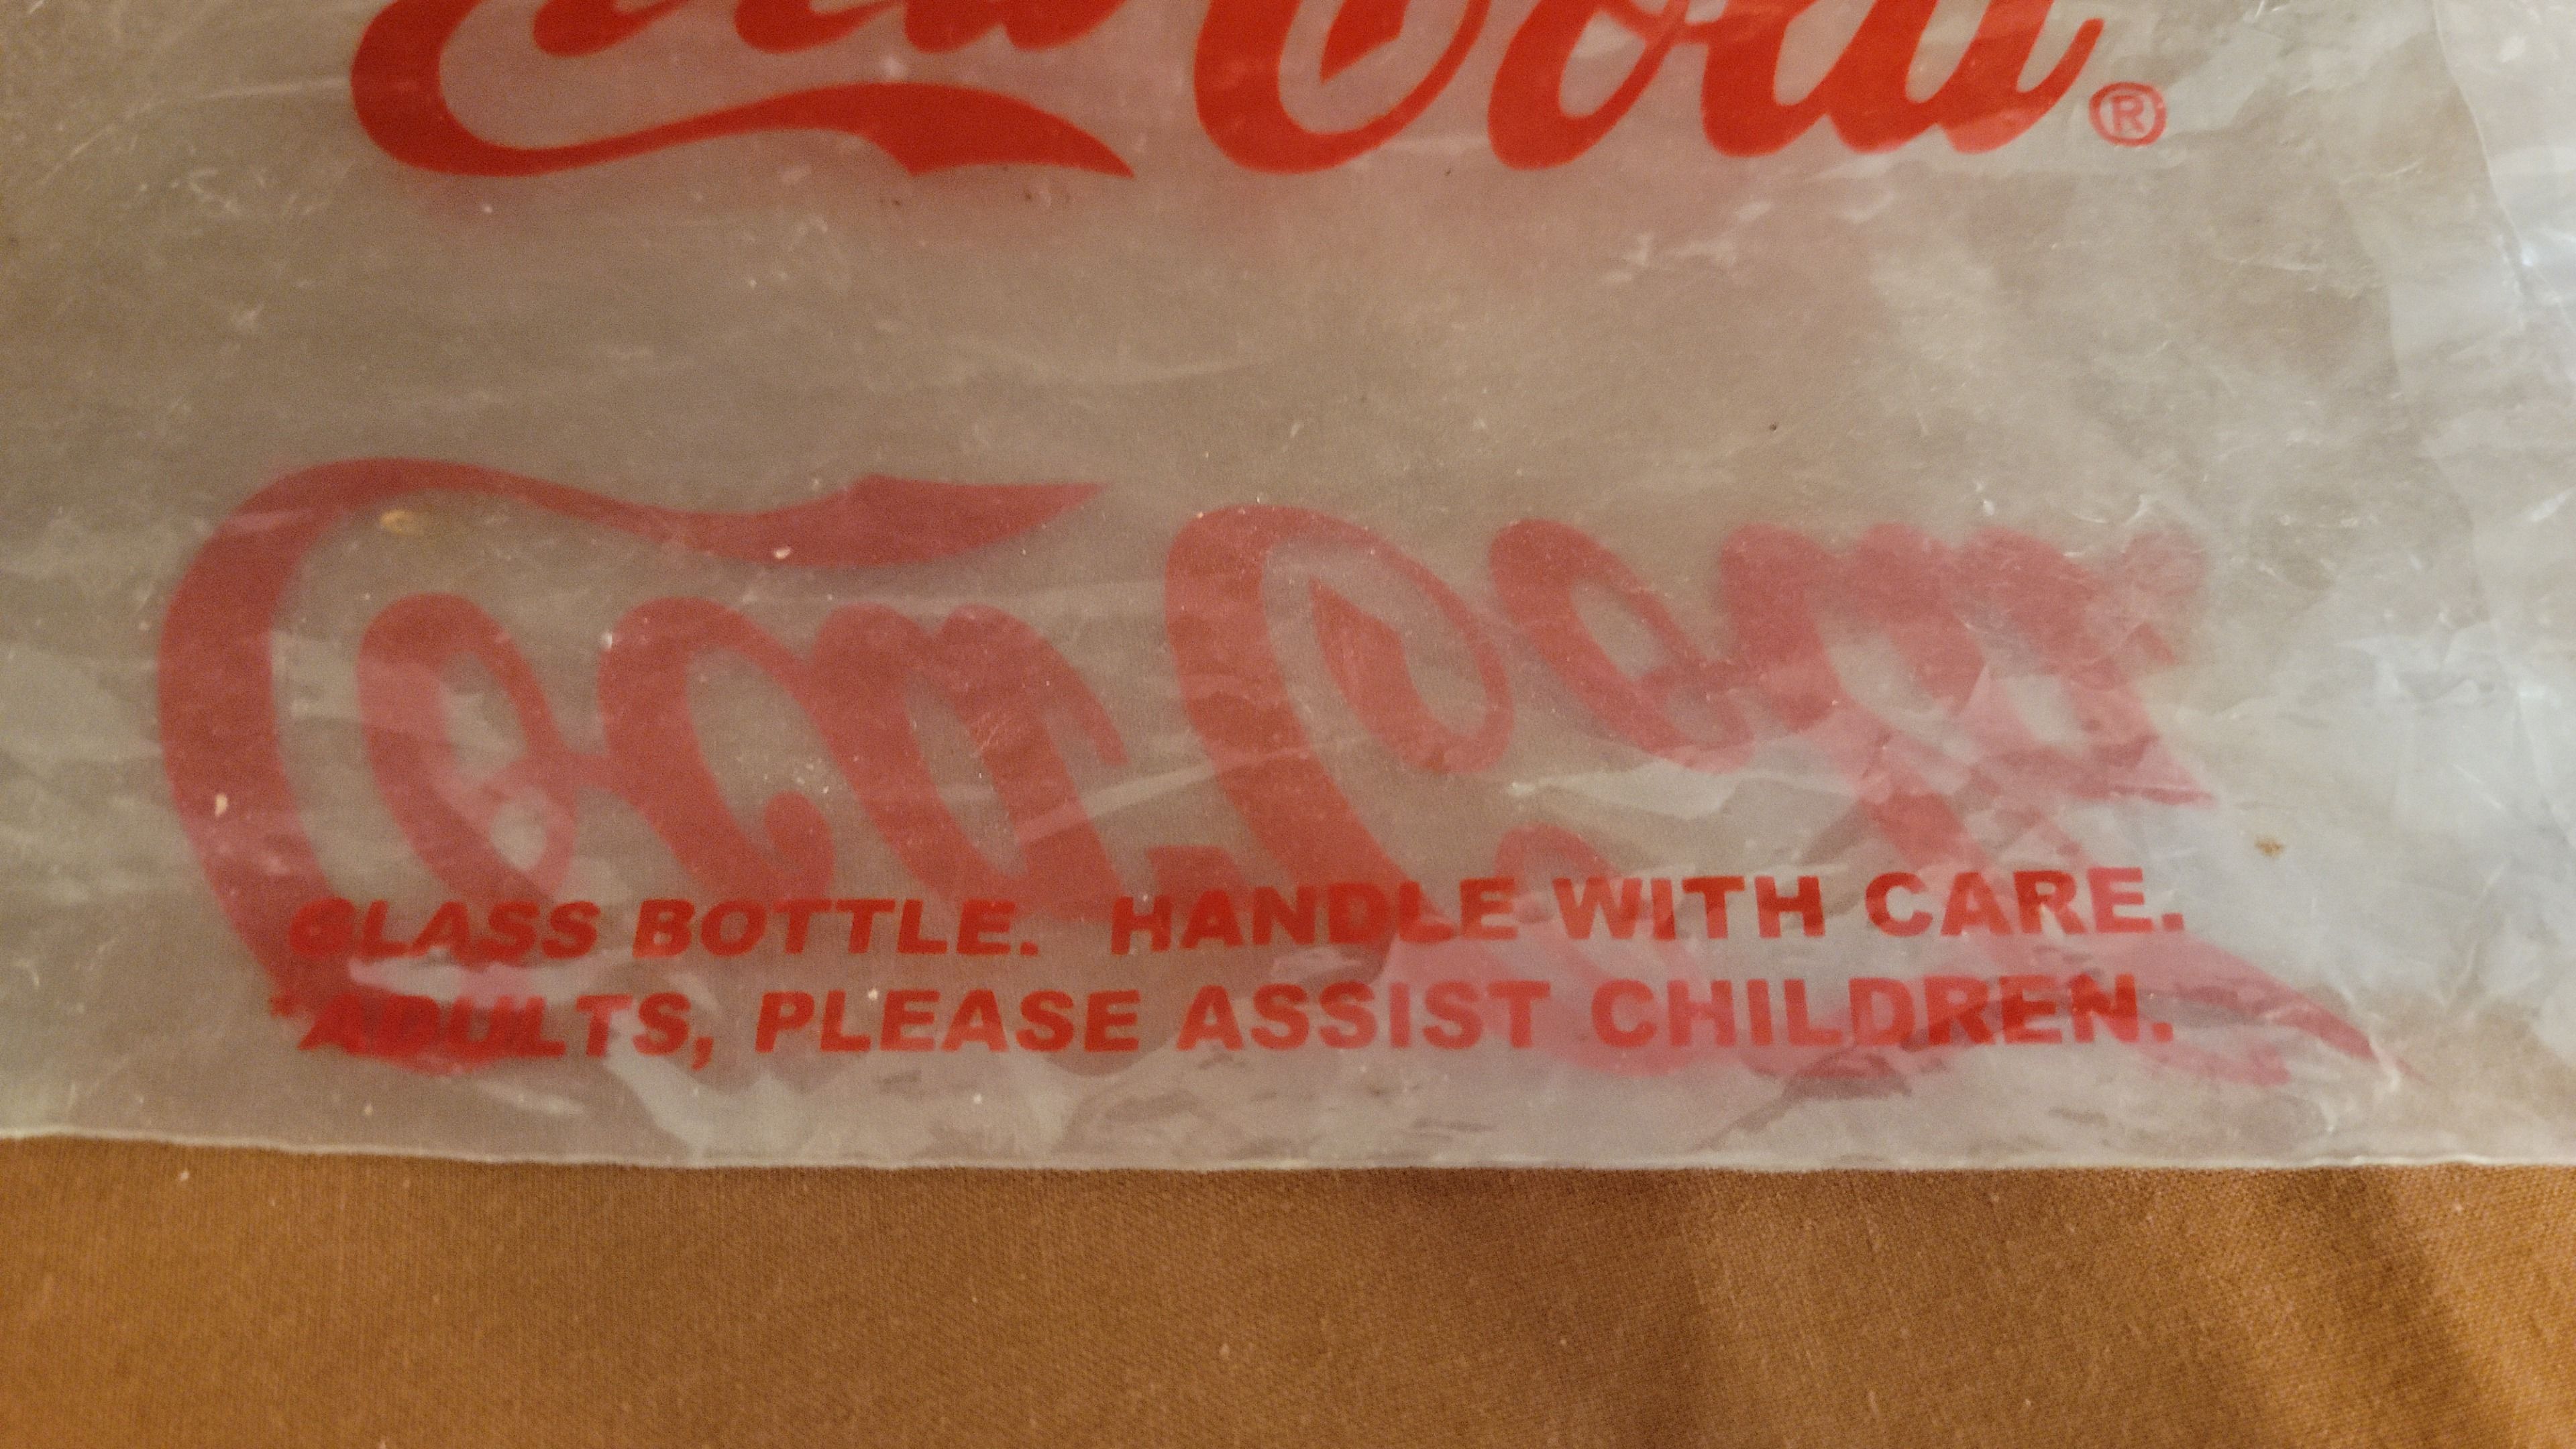 Coca-Cola®
GLASS BOTTLE. HANDLE WITH CARE.
ADULTS, PLEASE ASSIST CHILDREN.